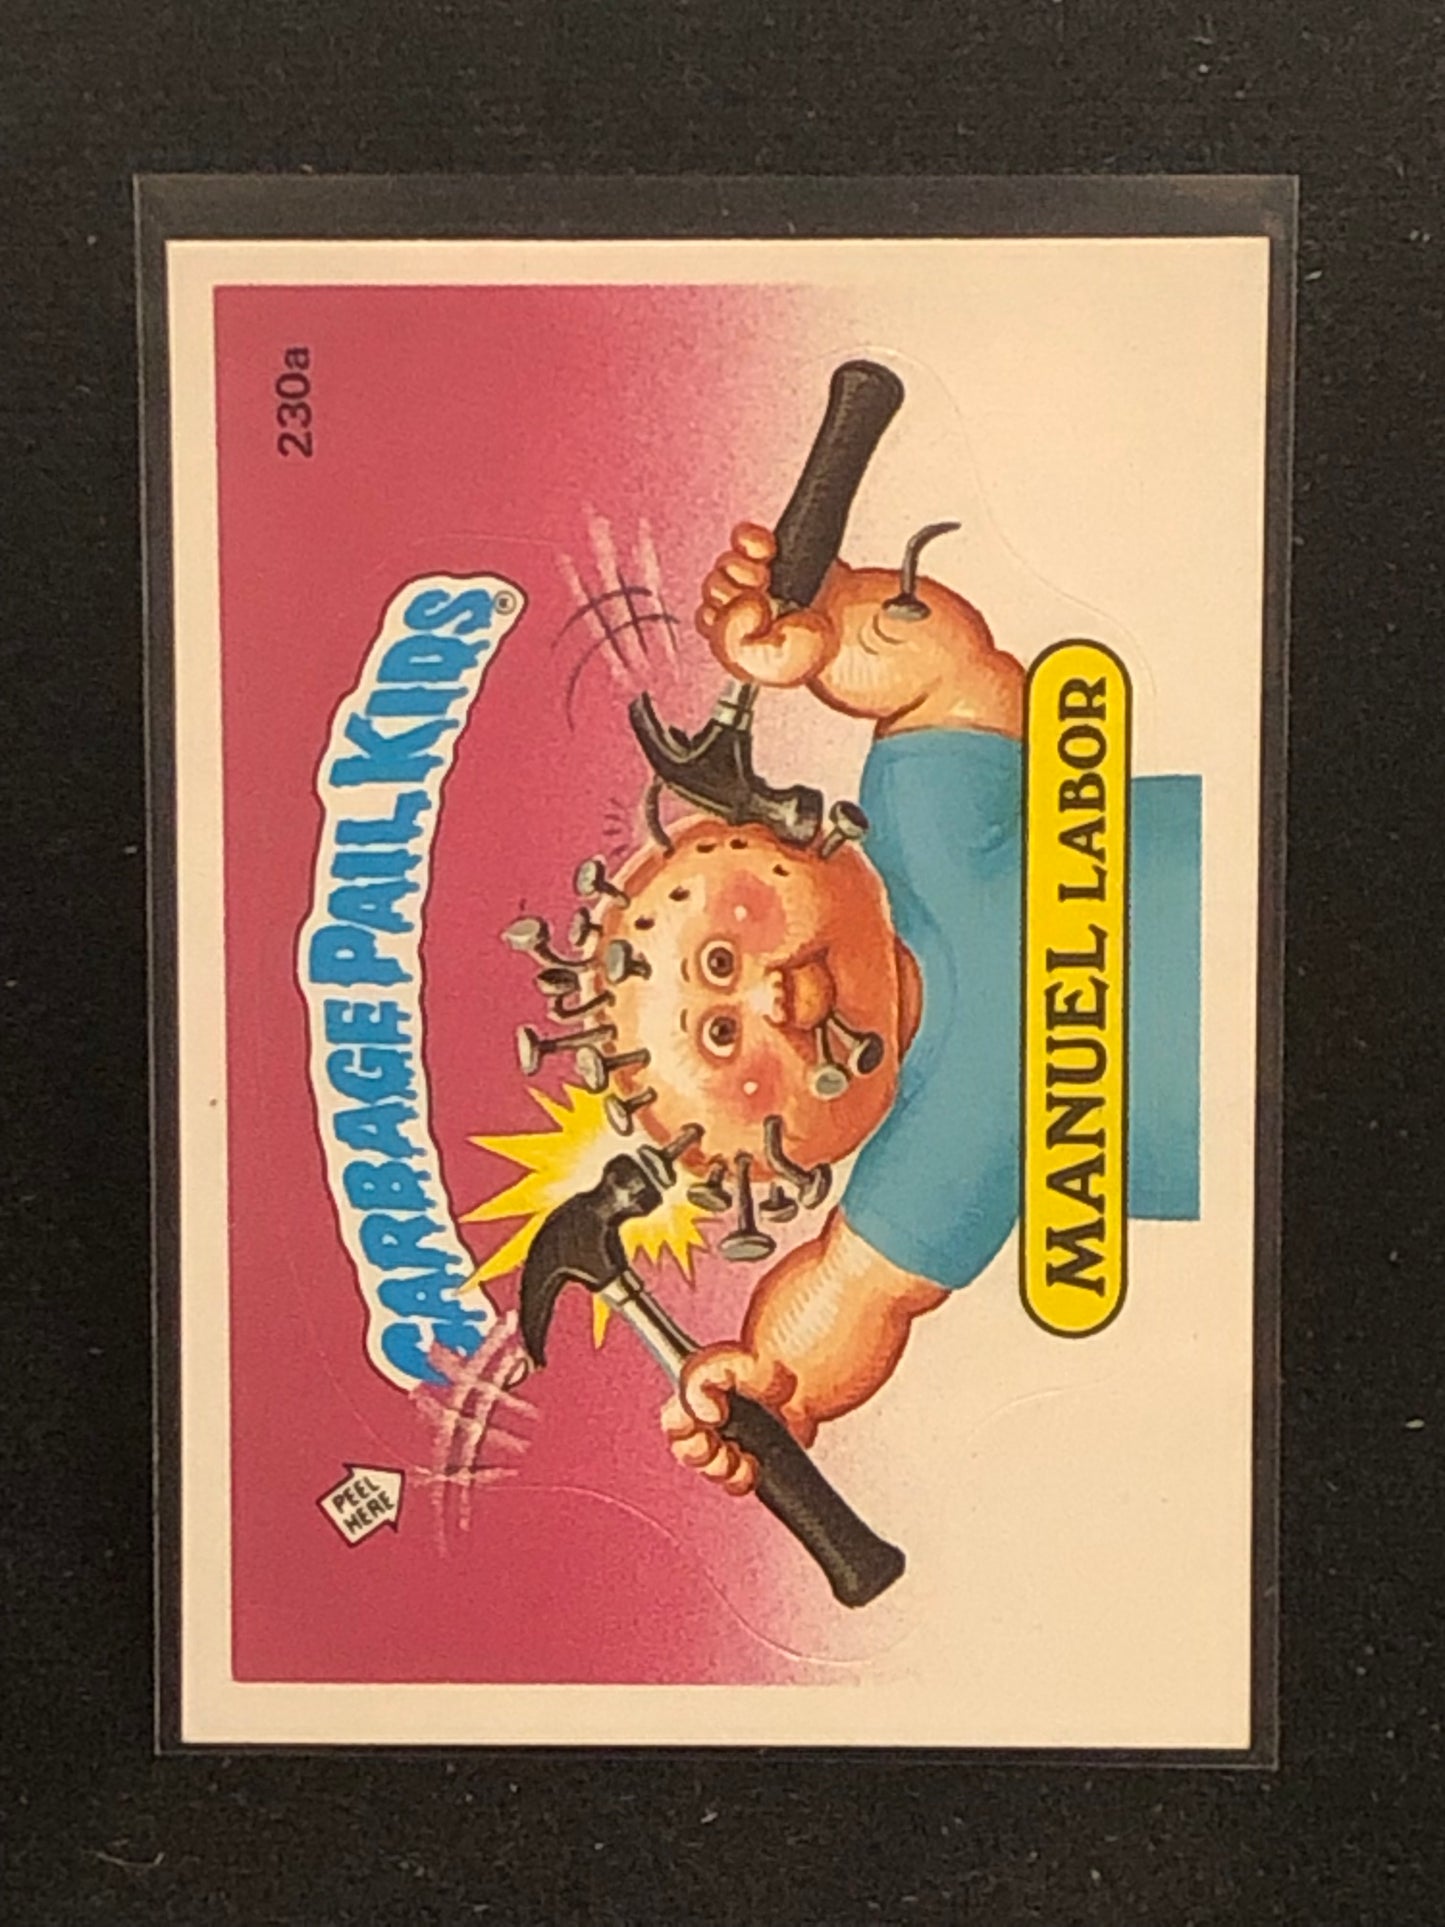 230a
GARBAGE PAIL KIDS®
PEEL
HERE
MANUEL LABOR